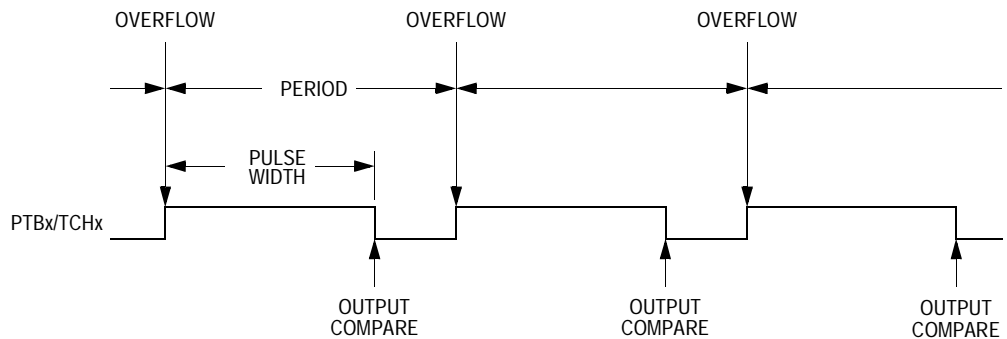 OVERFLOW
OVERFLOW
OVERFLOW
PERIOD
PULSE
WIDTH
PTBx/TCHx
OUTPUT
COMPARE
OUTPUT
COMPARE
OUTPUT
COMPARE